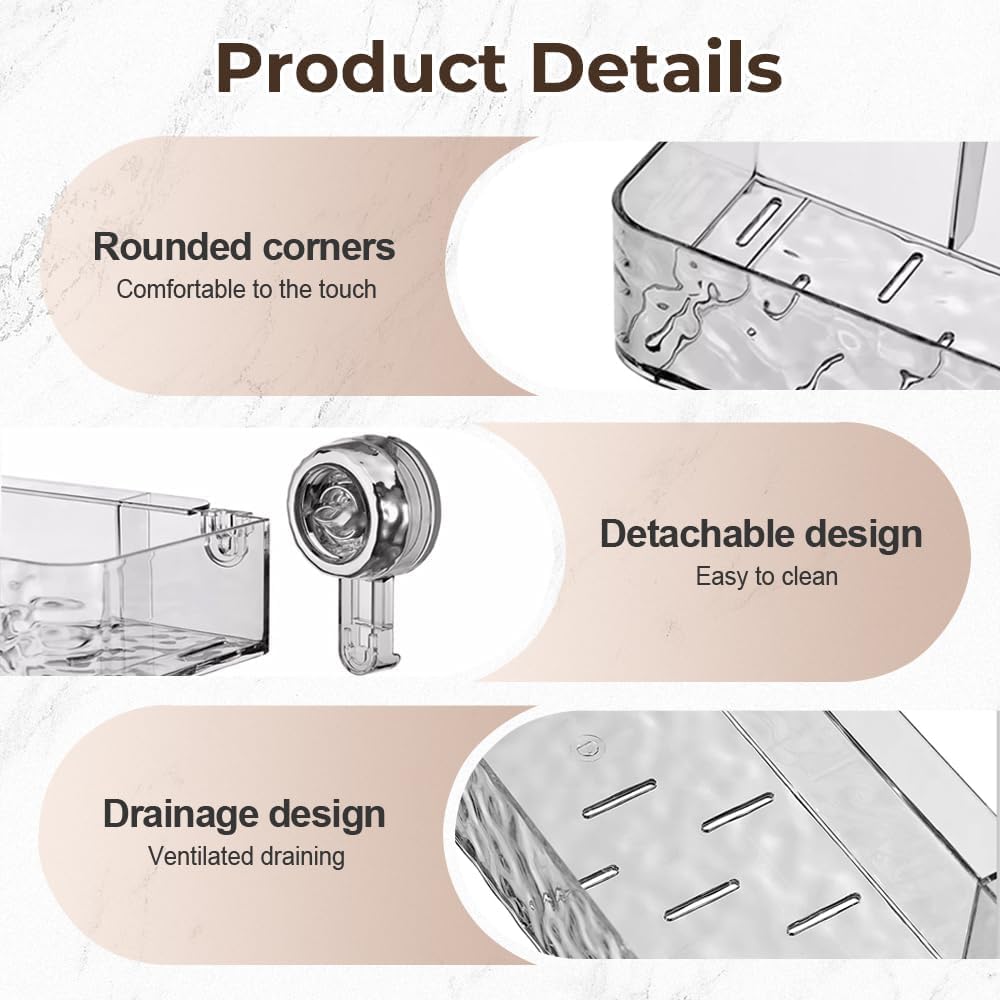 Product Details
Rounded corners
Comfortable to the touch
Detachable design
Easy to clean
Drainage design
Ventilated draining